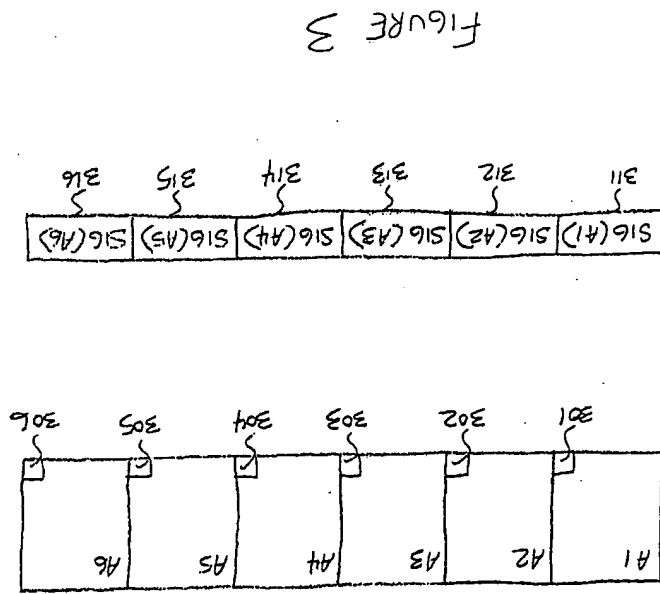 A1 A2 A3 A4 A5 A6
301 302 303 304 305 306
SIG(A1) SIG(A2) SIG(A3) SIG(A4) SIG(A5) SIG(A6)
311 312 313 314 315 316
FIGURE 3